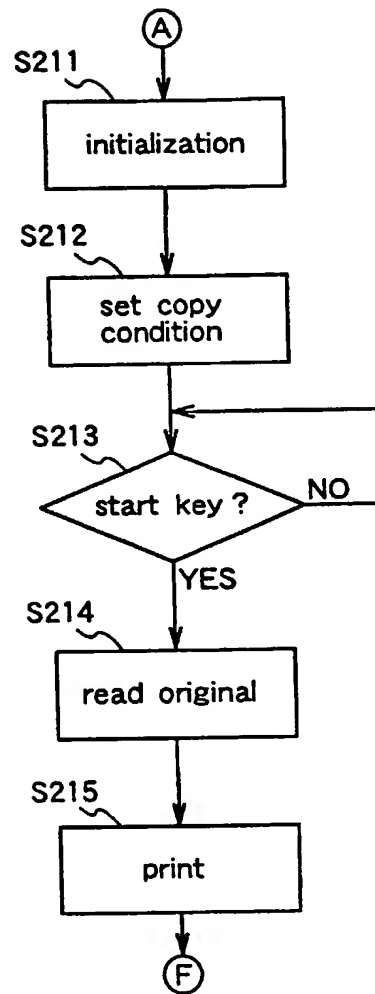 A
S211
initialization
S212
set copy
condition
S213
start key ?
NO
YES
S214
read original
S215
print
F